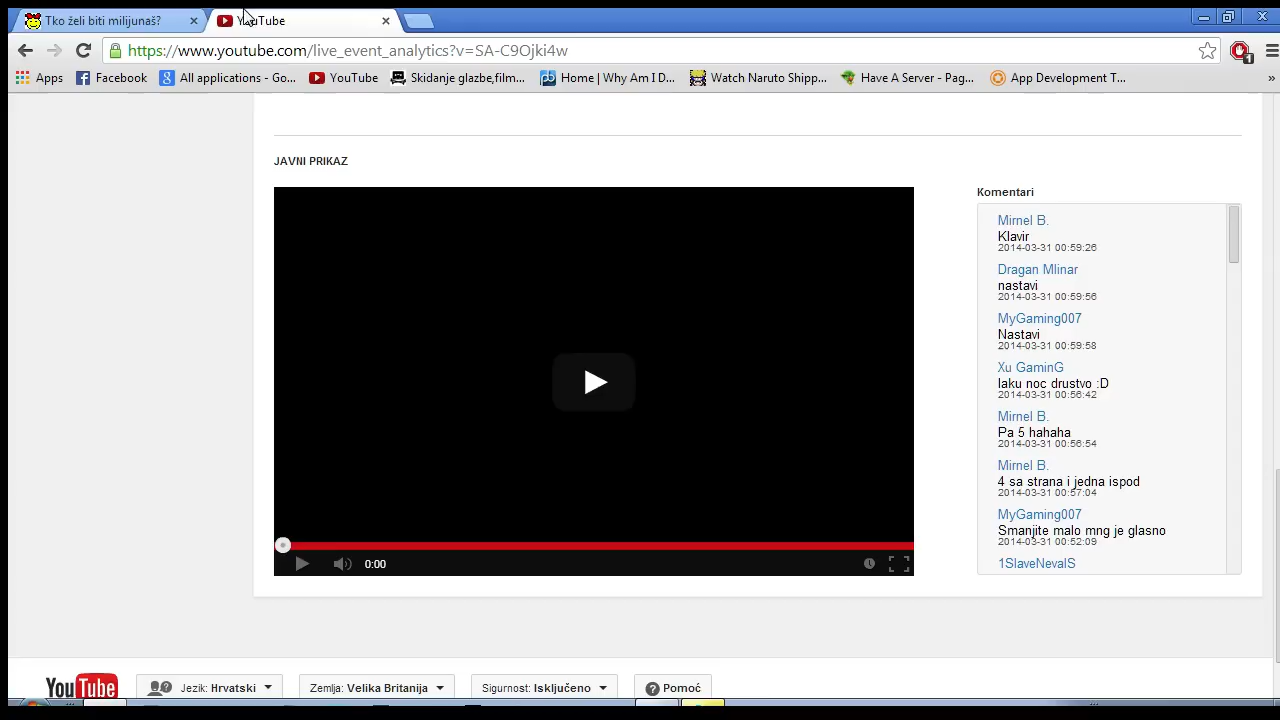 Tko želi biti milijunaš?
YouTube
https://www.youtube.com/live_event_analytics?v=SA-C9Ojki4w
1
Apps
Facebook
All applications - Go...
YouTube
Skidanje glazbe,film...
Home | Why Am I D...
Watch Naruto Shipp...
Have A Server - Pag...
App Development T...
»
JAVNI PRIKAZ
Komentari
Mirnel B.
Klavir
2014-03-31 00:59:26
Dragan Mlinar
nastavi
2014-03-31 00:59:56
MyGaming007
Nastavi
2014-03-31 00:59:58
Xu GaminG
laku noc drustvo :D
2014-03-31 00:56:42
Mirnel B.
Pa 5 hahaha
2014-03-31 00:56:54
Mirnel B.
4 sa strana i jedna ispod
2014-03-31 00:57:04
MyGaming007
Smanjite malo mng je glasno
2014-03-31 00:52:09
1SlaveNevalS
0:00
YouTube
Jezik: Hrvatski
Zemlja: Velika Britanija
Sigurnost: Isključeno
Pomoć